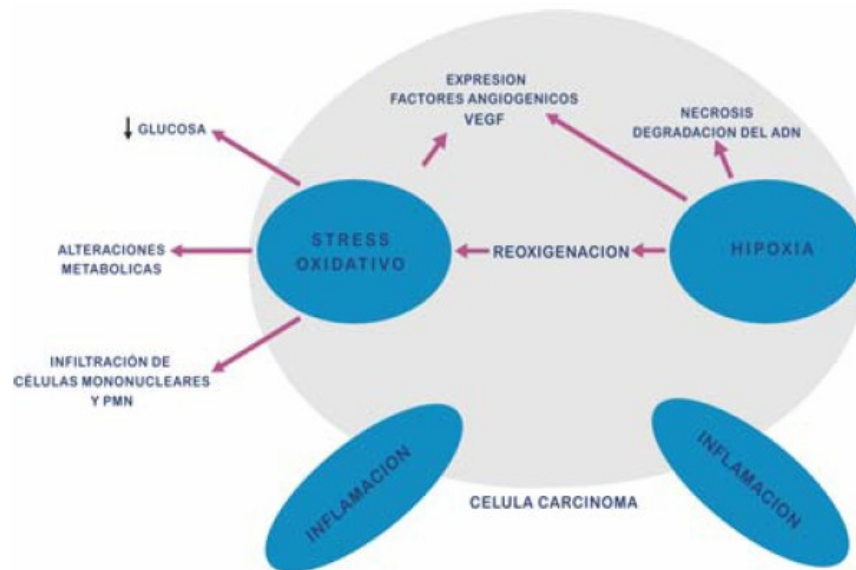 EXPRESION
FACTORES ANGIOGENICOS
VEGF
NECROSIS
DEGRADACION DEL ADN
↓ GLUCOSA
STRESS
OXIDATIVO
REOXIGENACION
HIPOXIA
ALTERACIONES
METABOLICAS
INFILTRACIÓN DE
CÉLULAS MONONUCLEARES
Y PMN
INFLAMACION
INFLAMACION
CELULA CARCINOMA